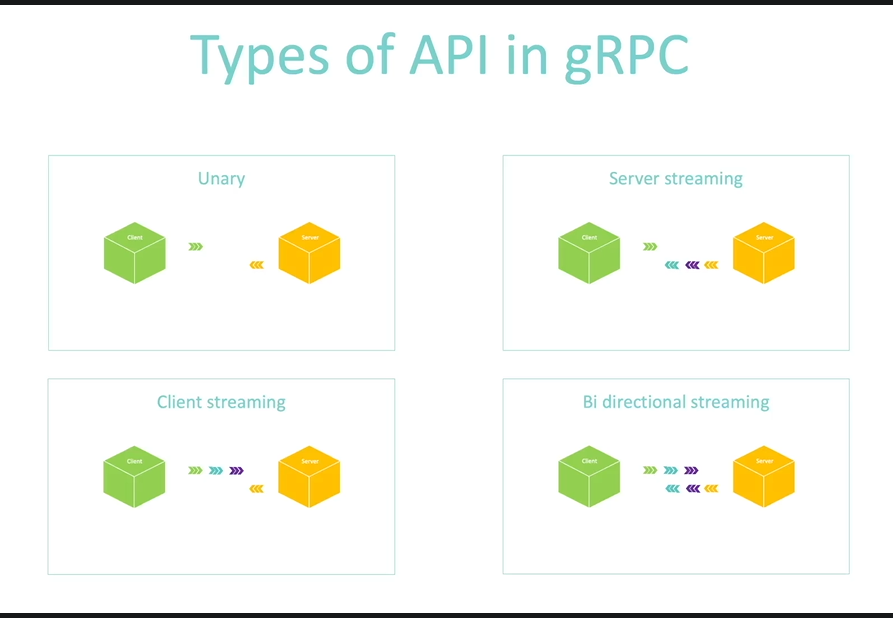 Types of API in gRPC
Unary
Client
Server
Server streaming
Client
Server
Client streaming
Client
Server
Bi directional streaming
Client
Server